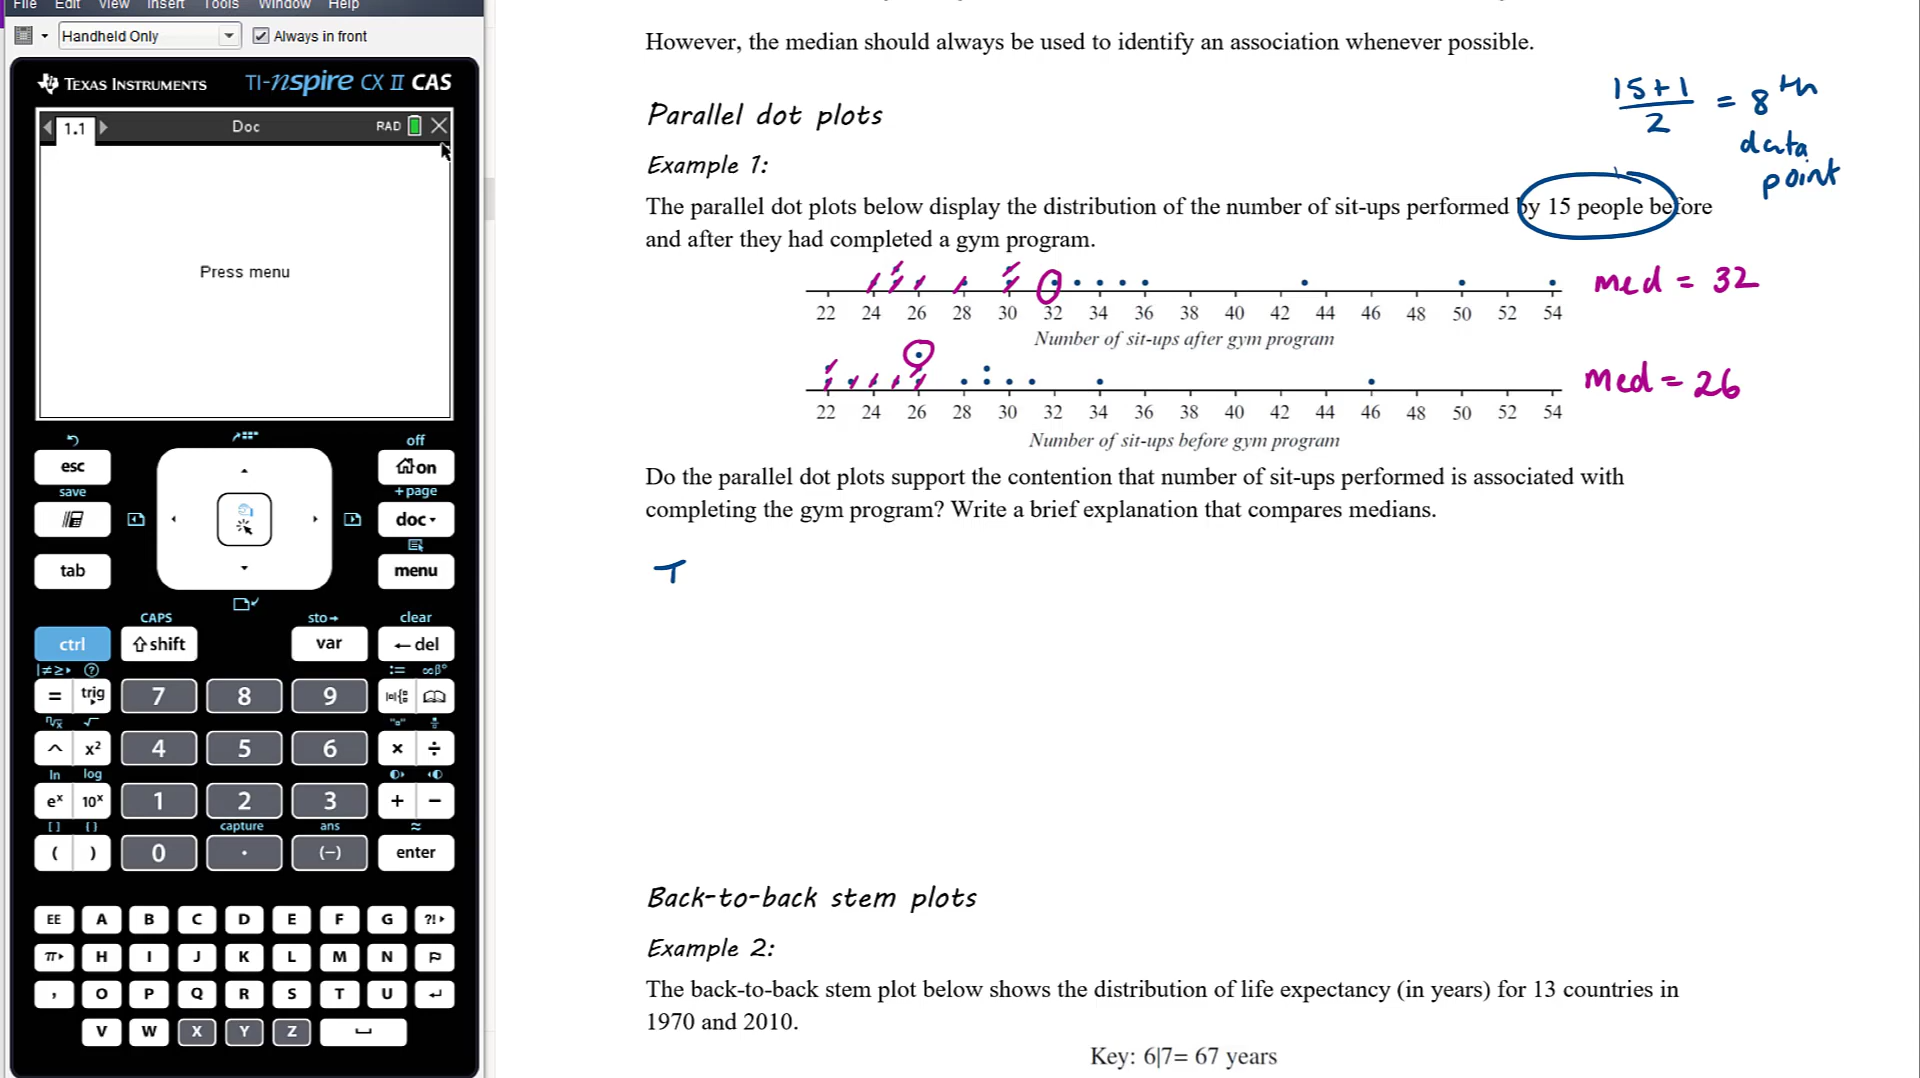 File Edit View Insert Tools Window Help
Handheld Only Always in front
TEXAS INSTRUMENTS TI-nspire CX II CAS
1.1 Doc RAD
Press menu
off
esc on
save + page
doc
tab menu
CAPS sto→ clear
ctrl shift var ← del
= trig 7 8 9
^ x² 4 5 6 × ÷
ln log
eˣ 10ˣ 1 2 3 + −
[ ] { } capture ans ≈
( ) 0 . (−) enter
EE A B C D E F G ?!▸
π▸ H I J K L M N
, O P Q R S T U
V W X Y Z
However, the median should always be used to identify an association whenever possible.
Parallel dot plots
15+1
2
= 8th
data
point
Example 1:
The parallel dot plots below display the distribution of the number of sit-ups performed by 15 people before
and after they had completed a gym program.
med = 32
22 24 26 28 30 32 34 36 38 40 42 44 46 48 50 52 54
Number of sit-ups after gym program
med = 26
22 24 26 28 30 32 34 36 38 40 42 44 46 48 50 52 54
Number of sit-ups before gym program
Do the parallel dot plots support the contention that number of sit-ups performed is associated with
completing the gym program? Write a brief explanation that compares medians.
T
Back-to-back stem plots
Example 2:
The back-to-back stem plot below shows the distribution of life expectancy (in years) for 13 countries in
1970 and 2010.
Key: 6|7= 67 years